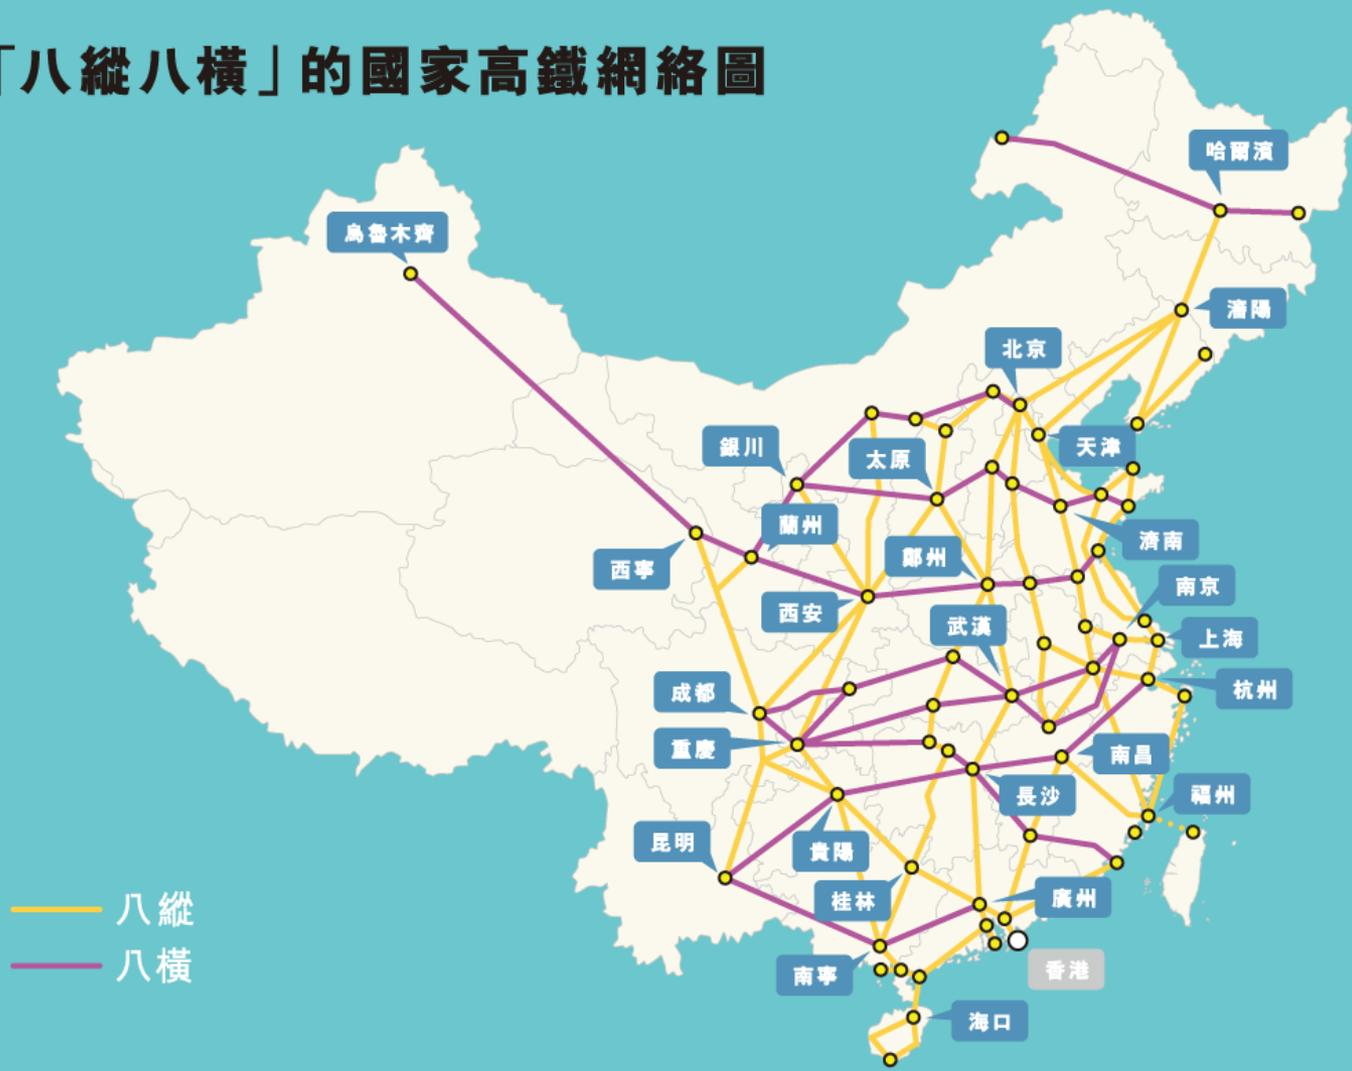 「八縱八橫」的國家高鐵網絡圖
哈爾濱
烏魯木齊
瀋陽
北京
銀川
太原
天津
蘭州
西寧
鄭州
濟南
西安
武漢
南京
上海
成都
杭州
重慶
南昌
長沙
福州
昆明
貴陽
桂林
廣州
八縱
八橫
南寧
香港
海口